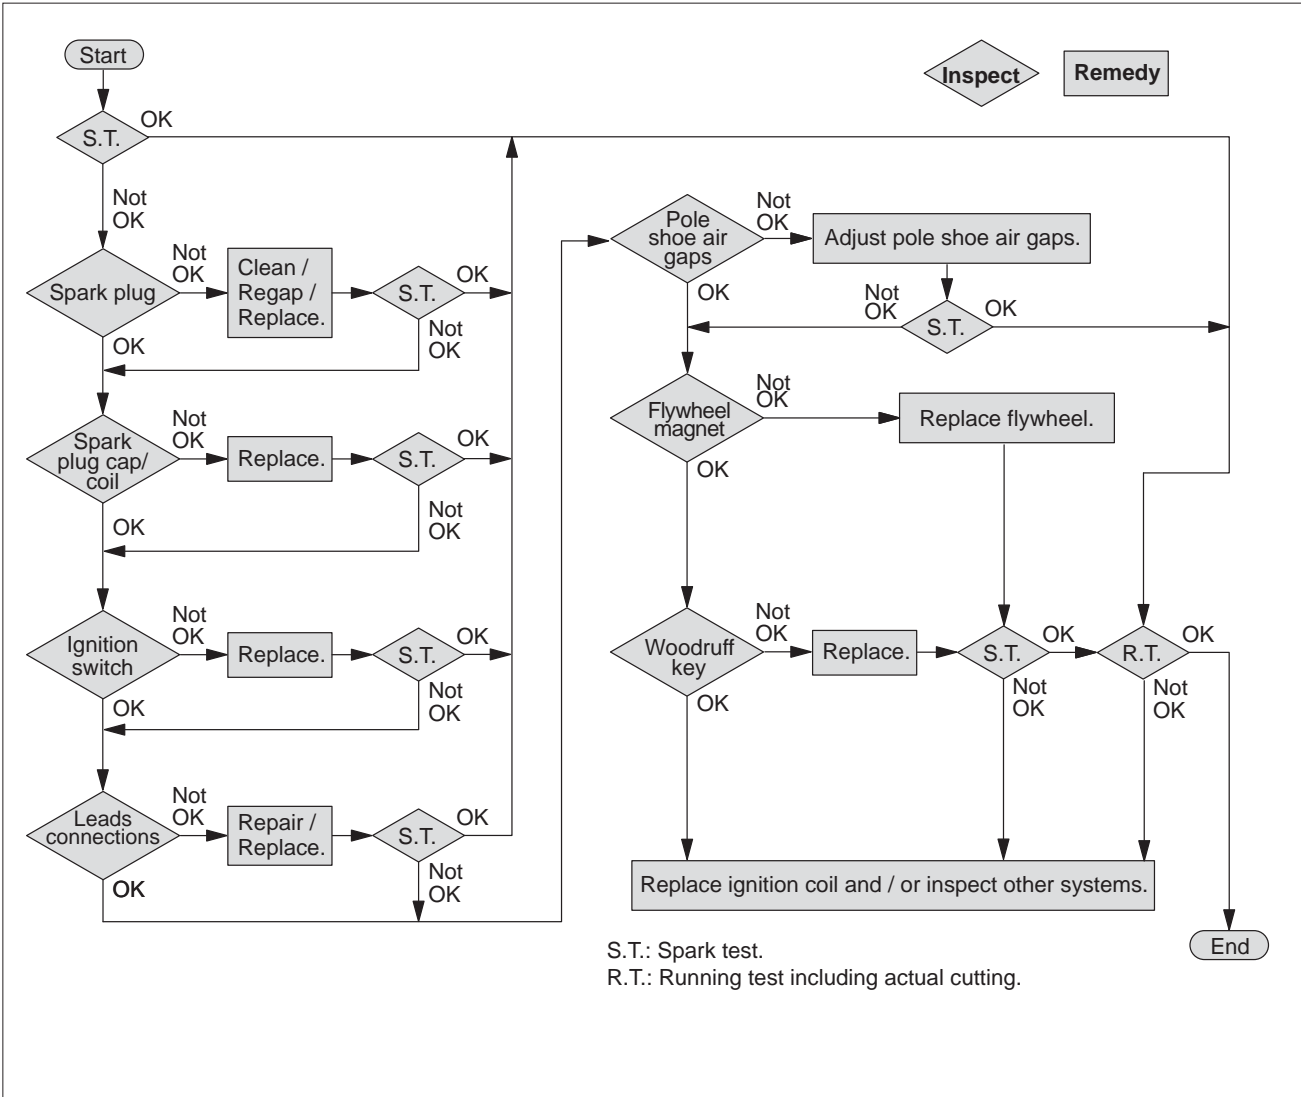 Start
Inspect
Remedy
S.T.
OK
Not
OK
Spark plug
Not
OK
Clean /
Regap /
Replace.
S.T.
OK
Not
OK
OK
Spark
plug cap/
coil
Not
OK
Replace.
S.T.
OK
Not
OK
OK
Ignition
switch
Not
OK
Replace.
S.T.
OK
Not
OK
OK
Leads
connections
Not
OK
Repair /
Replace.
S.T.
OK
Not
OK
OK
Pole
shoe air
gaps
Not
OK
Adjust pole shoe air gaps.
OK
Not
OK
S.T.
OK
Flywheel
magnet
Not
OK
Replace flywheel.
OK
Woodruff
key
Not
OK
Replace.
S.T.
OK
R.T.
OK
OK
Not
OK
Not
OK
Replace ignition coil and / or inspect other systems.
End
S.T.: Spark test.
R.T.: Running test including actual cutting.